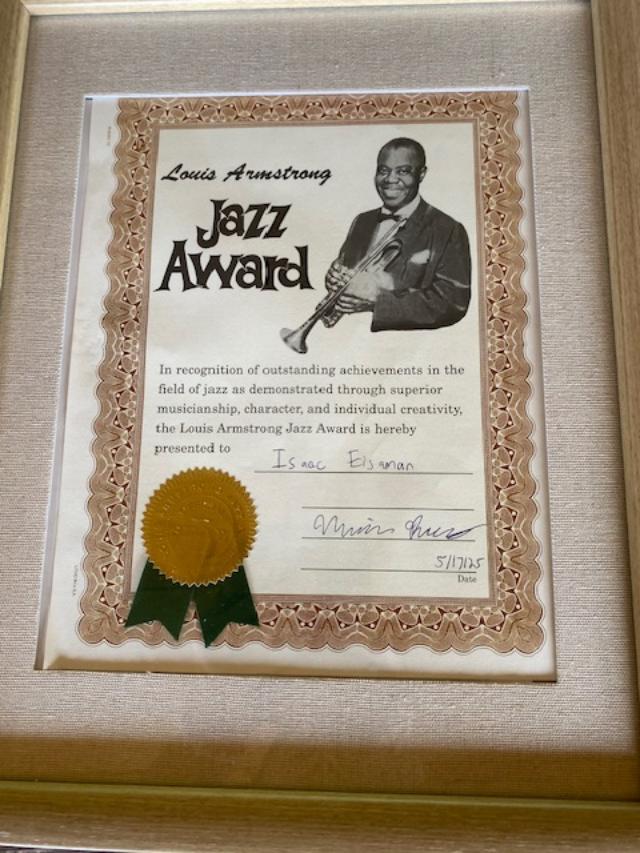 Louis Armstrong
Jazz
Award
In recognition of outstanding achievements in the
field of jazz as demonstrated through superior
musicianship, character, and individual creativity,
the Louis Armstrong Jazz Award is hereby
presented to Isaac Eisaman
5/17/25
Date